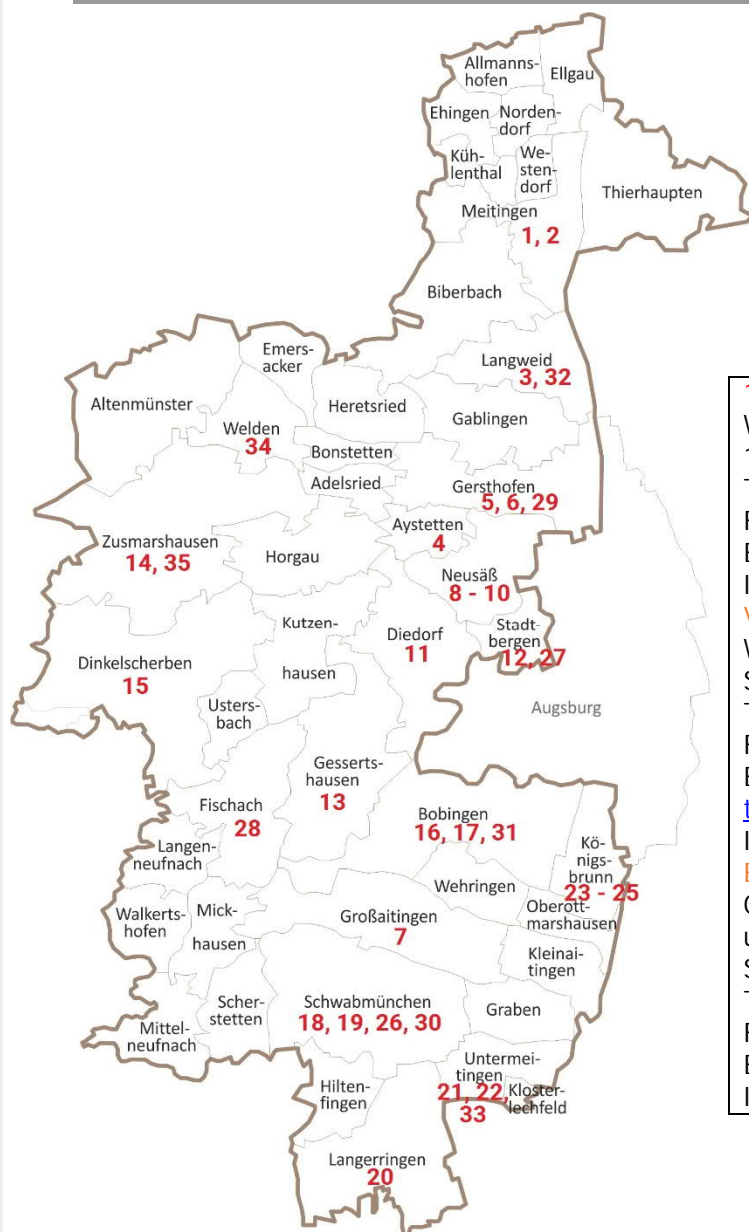 Allmanns-
hofen
Ellgau
Ehingen
Norden-
dorf
Küh-
lenthal
We-
sten-
dorf
Thierhaupten
Meitingen
1, 2
Biberbach
Emers-
acker
Langweid
3, 32
Altenmünster
Heretsried
Gablingen
Welden
34
Bonstetten
Adelsried
Gersthofen
5, 6, 29
Aystetten
4
Zusmarshausen
14, 35
Horgau
Neusäß
8 - 10
Kutzen-
hausen
Diedorf
11
Stadt-
bergen
12, 27
Dinkelscherben
15
Usters-
bach
Augsburg
Gesserts-
hausen
13
Fischach
28
Bobingen
16, 17, 31
Langen-
neufnach
Kö-
nigs-
brunn
23 - 25
Wehringen
Walkerts-
hofen
Mick-
hausen
Großaitingen
7
Oberott-
marshausen
Kleinai-
tingen
Scher-
stetten
Schwabmünchen
18, 19, 26, 30
Graben
Mittel-
neufnach
Untermei-
tingen
21, 22,
33
Kloster-
lechfeld
Hilten-
fingen
Langerringen
20